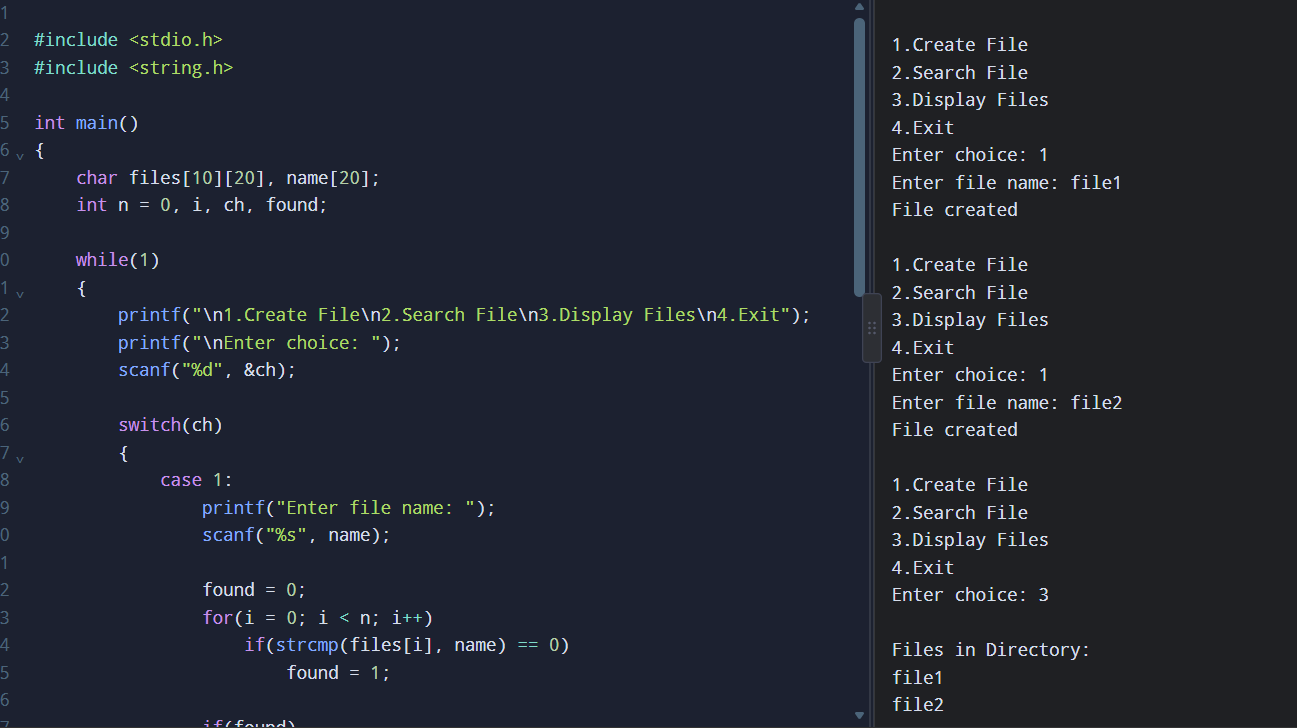 1
2 #include <stdio.h>
3 #include <string.h>
4
5 int main()
6 {
7 char files[10][20], name[20];
8 int n = 0, i, ch, found;
9
0 while(1)
1 {
2 printf("\n1.Create File\n2.Search File\n3.Display Files\n4.Exit");
3 printf("\nEnter choice: ");
4 scanf("%d", &ch);
5
6 switch(ch)
7 {
8 case 1:
9 printf("Enter file name: ");
0 scanf("%s", name);
1
2 found = 0;
3 for(i = 0; i < n; i++)
4 if(strcmp(files[i], name) == 0)
5 found = 1;
6
7 if(found)
1.Create File
2.Search File
3.Display Files
4.Exit
Enter choice: 1
Enter file name: file1
File created
1.Create File
2.Search File
3.Display Files
4.Exit
Enter choice: 1
Enter file name: file2
File created
1.Create File
2.Search File
3.Display Files
4.Exit
Enter choice: 3
Files in Directory:
file1
file2